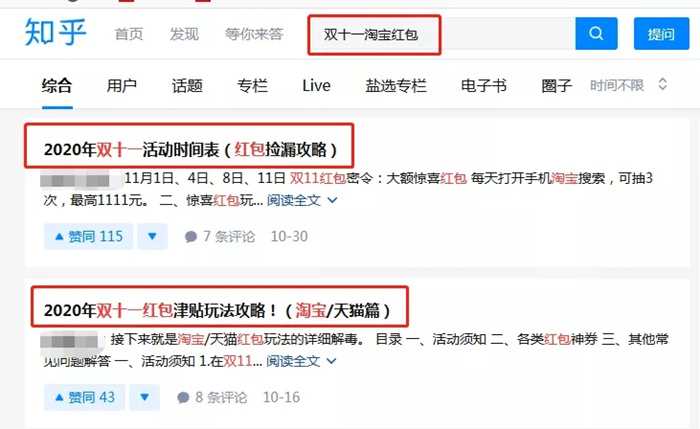 知乎 首页 发现 等你来答 双十一淘宝红包 提问
综合 用户 话题 专栏 Live 盐选专栏 电子书 圈子 时间不限
2020年双十一活动时间表（红包捡漏攻略）
11月1日、4日、8日、11日 双11红包密令：大额惊喜红包 每天打开手机淘宝搜索，可抽3
次，最高1111元。 二、惊喜红包玩... 阅读全文
赞同 115 7 条评论 10-30
2020年双十一红包津贴玩法攻略！（淘宝/天猫篇）
接下来就是淘宝/天猫红包玩法的详细解毒。 目录 一、活动须知 二、各类红包神券 三、其他常
见问题解答 一、活动须知 1.在双11... 阅读全文
赞同 43 8 条评论 10-16